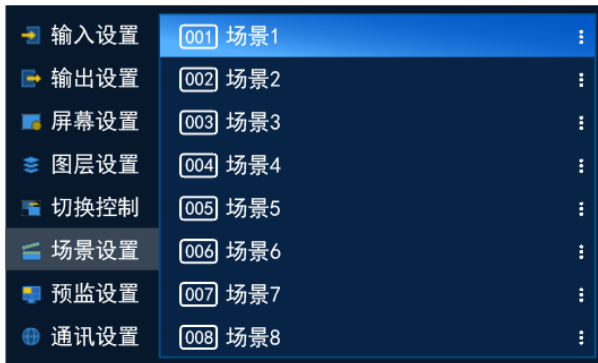 输入设置
输出设置
屏幕设置
图层设置
切换控制
场景设置
预监设置
通讯设置
001 场景1
002 场景2
003 场景3
004 场景4
005 场景5
006 场景6
007 场景7
008 场景8